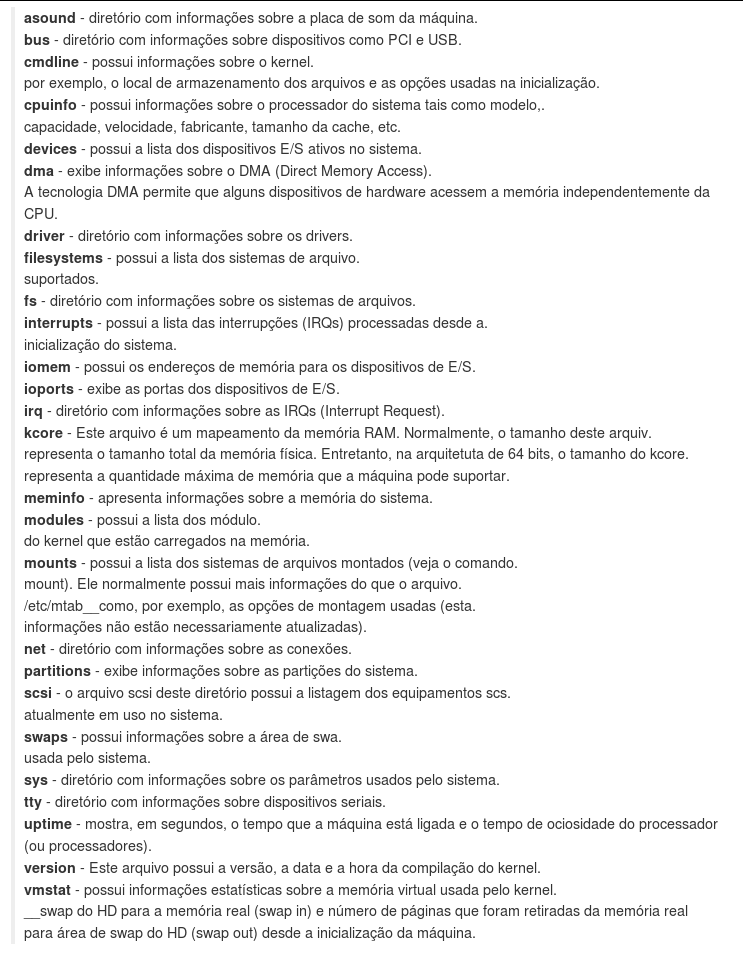 asound - diretório com informações sobre a placa de som da máquina.
bus - diretório com informações sobre dispositivos como PCI e USB.
cmdline - possui informações sobre o kernel.
por exemplo, o local de armazenamento dos arquivos e as opções usadas na inicialização.
cpuinfo - possui informações sobre o processador do sistema tais como modelo,.
capacidade, velocidade, fabricante, tamanho da cache, etc.
devices - possui a lista dos dispositivos E/S ativos no sistema.
dma - exibe informações sobre o DMA (Direct Memory Access).
A tecnologia DMA permite que alguns dispositivos de hardware acessem a memória independentemente da
CPU.
driver - diretório com informações sobre os drivers.
filesystems - possui a lista dos sistemas de arquivo.
suportados.
fs - diretório com informações sobre os sistemas de arquivos.
interrupts - possui a lista das interrupções (IRQs) processadas desde a.
inicialização do sistema.
iomem - possui os endereços de memória para os dispositivos de E/S.
ioports - exibe as portas dos dispositivos de E/S.
irq - diretório com informações sobre as IRQs (Interrupt Request).
kcore - Este arquivo é um mapeamento da memória RAM. Normalmente, o tamanho deste arquiv.
representa o tamanho total da memória física. Entretanto, na arquitetuta de 64 bits, o tamanho do kcore.
representa a quantidade máxima de memória que a máquina pode suportar.
meminfo - apresenta informações sobre a memória do sistema.
modules - possui a lista dos módulo.
do kernel que estão carregados na memória.
mounts - possui a lista dos sistemas de arquivos montados (veja o comando.
mount). Ele normalmente possui mais informações do que o arquivo.
/etc/mtab__como, por exemplo, as opções de montagem usadas (esta.
informações não estão necessariamente atualizadas).
net - diretório com informações sobre as conexões.
partitions - exibe informações sobre as partições do sistema.
scsi - o arquivo scsi deste diretório possui a listagem dos equipamentos scs.
atualmente em uso no sistema.
swaps - possui informações sobre a área de swa.
usada pelo sistema.
sys - diretório com informações sobre os parâmetros usados pelo sistema.
tty - diretório com informações sobre dispositivos seriais.
uptime - mostra, em segundos, o tempo que a máquina está ligada e o tempo de ociosidade do processador
(ou processadores).
version - Este arquivo possui a versão, a data e a hora da compilação do kernel.
vmstat - possui informações estatísticas sobre a memória virtual usada pelo kernel.
__swap do HD para a memória real (swap in) e número de páginas que foram retiradas da memória real
para área de swap do HD (swap out) desde a inicialização da máquina.